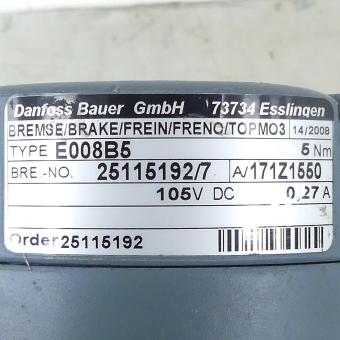 Danfoss Bauer GmbH 73734 Esslingen
BREMSE/BRAKE/FREIN/FRENO/TOPMO3 14/2008
TYPE E008B5 5 Nm
BRE.-NO. 25115192/7 A/171Z1550
105V DC 0,27A
Order 25115192